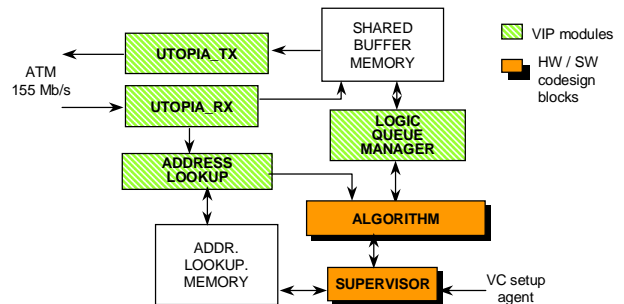 SHARED
BUFFER
MEMORY
UTOPIA_TX
VIP modules
HW / SW
codesign
blocks
ATM
155 Mb/s
UTOPIA_RX
LOGIC
QUEUE
MANAGER
ADDRESS
LOOKUP
ALGORITHM
ADDR.
LOOKUP.
MEMORY
SUPERVISOR
VC setup
agent